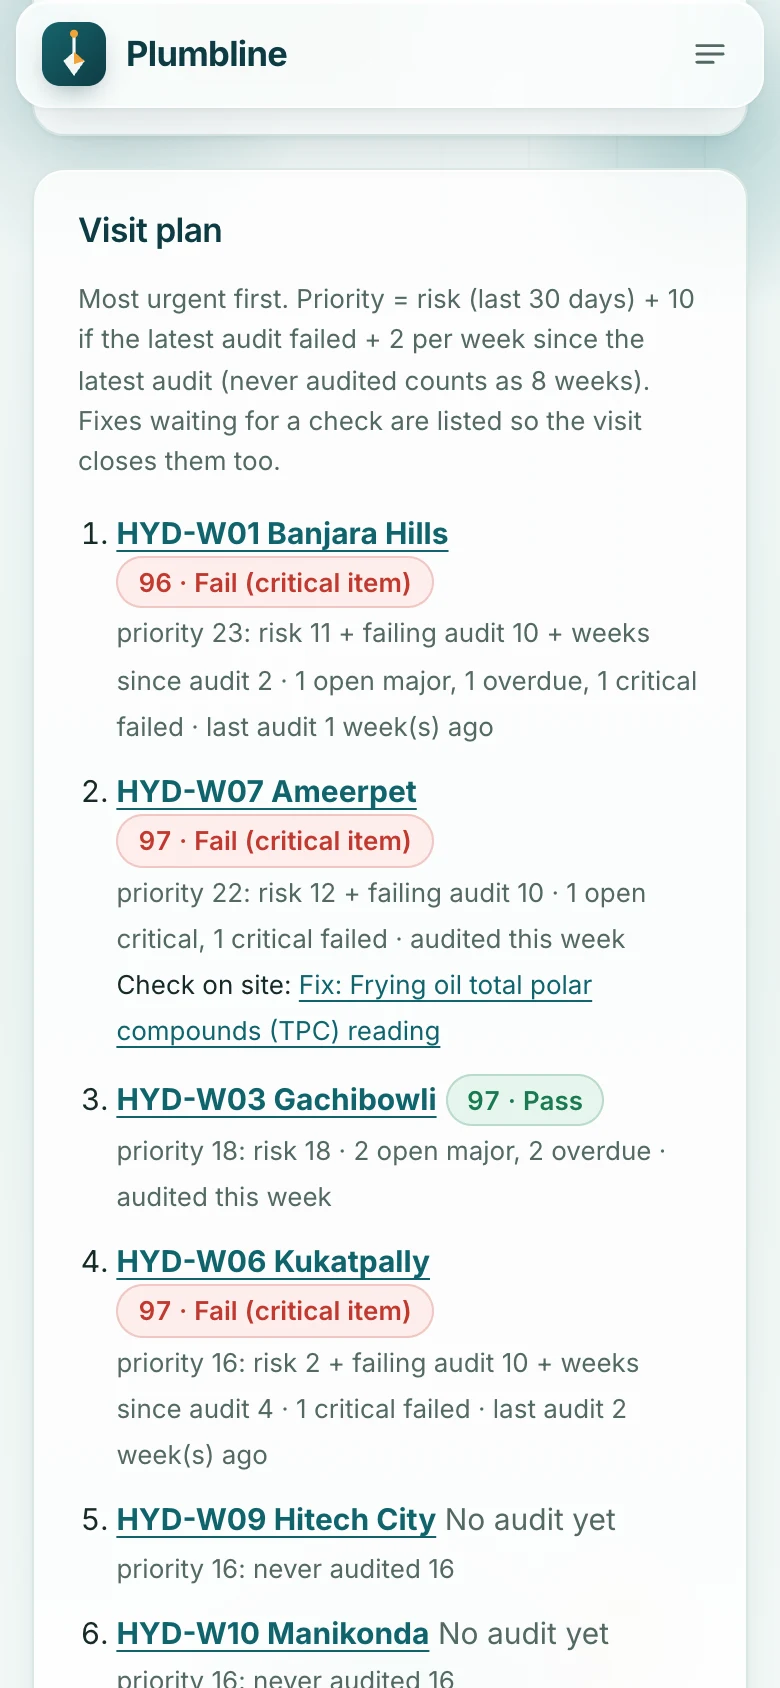 Plumbline
Visit plan
Most urgent first. Priority = risk (last 30 days) + 10
if the latest audit failed + 2 per week since the
latest audit (never audited counts as 8 weeks).
Fixes waiting for a check are listed so the visit
closes them too.
1. HYD-W01 Banjara Hills
96 · Fail (critical item)
priority 23: risk 11 + failing audit 10 + weeks
since audit 2 · 1 open major, 1 overdue, 1 critical
failed · last audit 1 week(s) ago
2. HYD-W07 Ameerpet
97 · Fail (critical item)
priority 22: risk 12 + failing audit 10 · 1 open
critical, 1 critical failed · audited this week
Check on site: Fix: Frying oil total polar
compounds (TPC) reading
3. HYD-W03 Gachibowli 97 · Pass
priority 18: risk 18 · 2 open major, 2 overdue ·
audited this week
4. HYD-W06 Kukatpally
97 · Fail (critical item)
priority 16: risk 2 + failing audit 10 + weeks
since audit 4 · 1 critical failed · last audit 2
week(s) ago
5. HYD-W09 Hitech City No audit yet
priority 16: never audited 16
6. HYD-W10 Manikonda No audit yet
priority 16: never audited 16